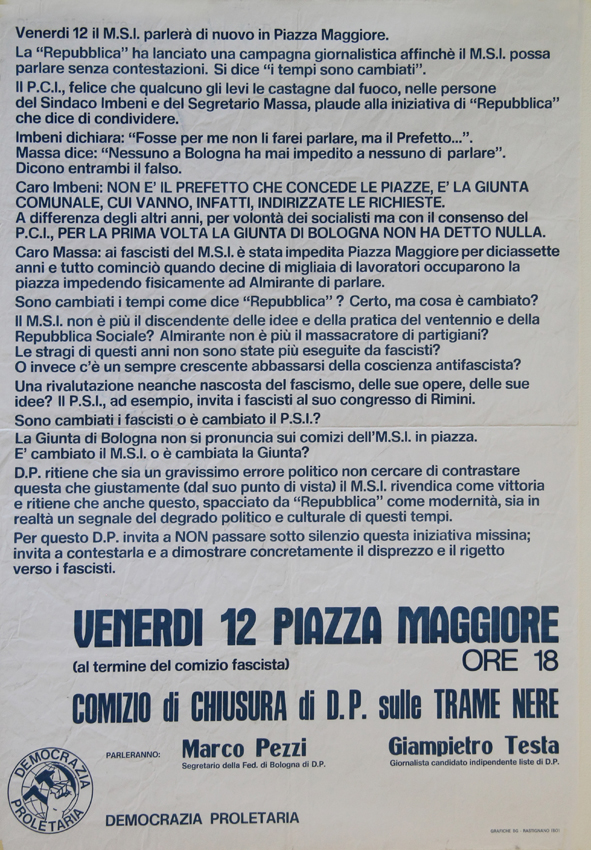 Venerdi 12 il M.S.I. parlerà di nuovo in Piazza Maggiore.
La “Repubblica” ha lanciato una campagna giornalistica affinchè il M.S.I. possa
parlare senza contestazioni. Si dice “i tempi sono cambiati”.
Il P.C.I., felice che qualcuno gli levi le castagne dal fuoco, nelle persone
del Sindaco Imbeni e del Segretario Massa, plaude alla iniziativa di “Repubblica”
che dice di condividere.
Imbeni dichiara: “Fosse per me non li farei parlare, ma il Prefetto...”.
Massa dice: “Nessuno a Bologna ha mai impedito a nessuno di parlare”.
Dicono entrambi il falso.
Caro Imbeni: NON E’ IL PREFETTO CHE CONCEDE LE PIAZZE, E’ LA GIUNTA
COMUNALE, CUI VANNO, INFATTI, INDIRIZZATE LE RICHIESTE.
A differenza degli altri anni, per volontà dei socialisti ma con il consenso del
P.C.I., PER LA PRIMA VOLTA LA GIUNTA DI BOLOGNA NON HA DETTO NULLA.
Caro Massa: ai fascisti del M.S.I. è stata impedita Piazza Maggiore per diciassette
anni e tutto cominciò quando decine di migliaia di lavoratori occuparono la
piazza impedendo fisicamente ad Almirante di parlare.
Sono cambiati i tempi come dice “Repubblica”? Certo, ma cosa è cambiato?
Il M.S.I. non è più il discendente delle idee e della pratica del ventennio e della
Repubblica Sociale? Almirante non è più il massacratore di partigiani?
Le stragi di questi anni non sono state più eseguite da fascisti?
O invece c’è un sempre crescente abbassarsi della coscienza antifascista?
Una rivalutazione neanche nascosta del fascismo, delle sue opere, delle sue
idee? Il P.S.I., ad esempio, invita i fascisti al suo congresso di Rimini.
Sono cambiati i fascisti o è cambiato il P.S.I.?
La Giunta di Bologna non si pronuncia sui comizi dell’M.S.I. in piazza.
E’ cambiato il M.S.I. o è cambiata la Giunta?
D.P. ritiene che sia un gravissimo errore politico non cercare di contrastare
questa che giustamente (dal suo punto di vista) il M.S.I. rivendica come vittoria
e ritiene che anche questo, spacciato da “Repubblica” come modernità, sia in
realtà un segnale del degrado politico e culturale di questi tempi.
Per questo D.P. invita a NON passare sotto silenzio questa iniziativa missina;
invita a contestarla e a dimostrare concretamente il disprezzo e il rigetto
verso i fascisti.
VENERDI 12 PIAZZA MAGGIORE
(al termine del comizio fascista)
ORE 18
COMIZIO di CHIUSURA di D.P. sulle TRAME NERE
PARLERANNO:
Marco Pezzi
Segretario della Fed. di Bologna di D.P.
Giampietro Testa
Giornalista candidato indipendente liste di D.P.
DEMOCRAZIA
PROLETARIA
DEMOCRAZIA PROLETARIA